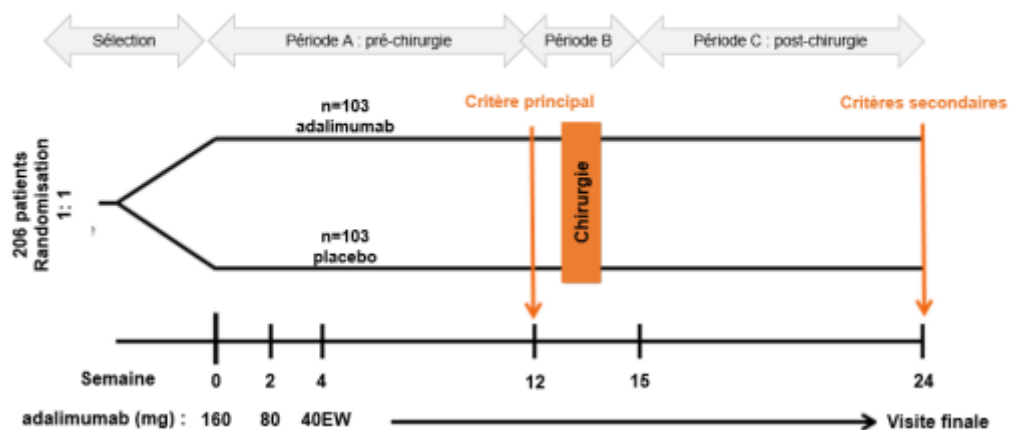 Sélection
Période A : pré-chirurgie
Période B
Période C : post-chirurgie
n=103
adalimumab
Critère principal
Critères secondaires
206 patients
Randomisation
1: 1
Chirurgie
n=103
placebo
Semaine 0 2 4 12 15 24
adalimumab (mg) : 160 80 40EW Visite finale